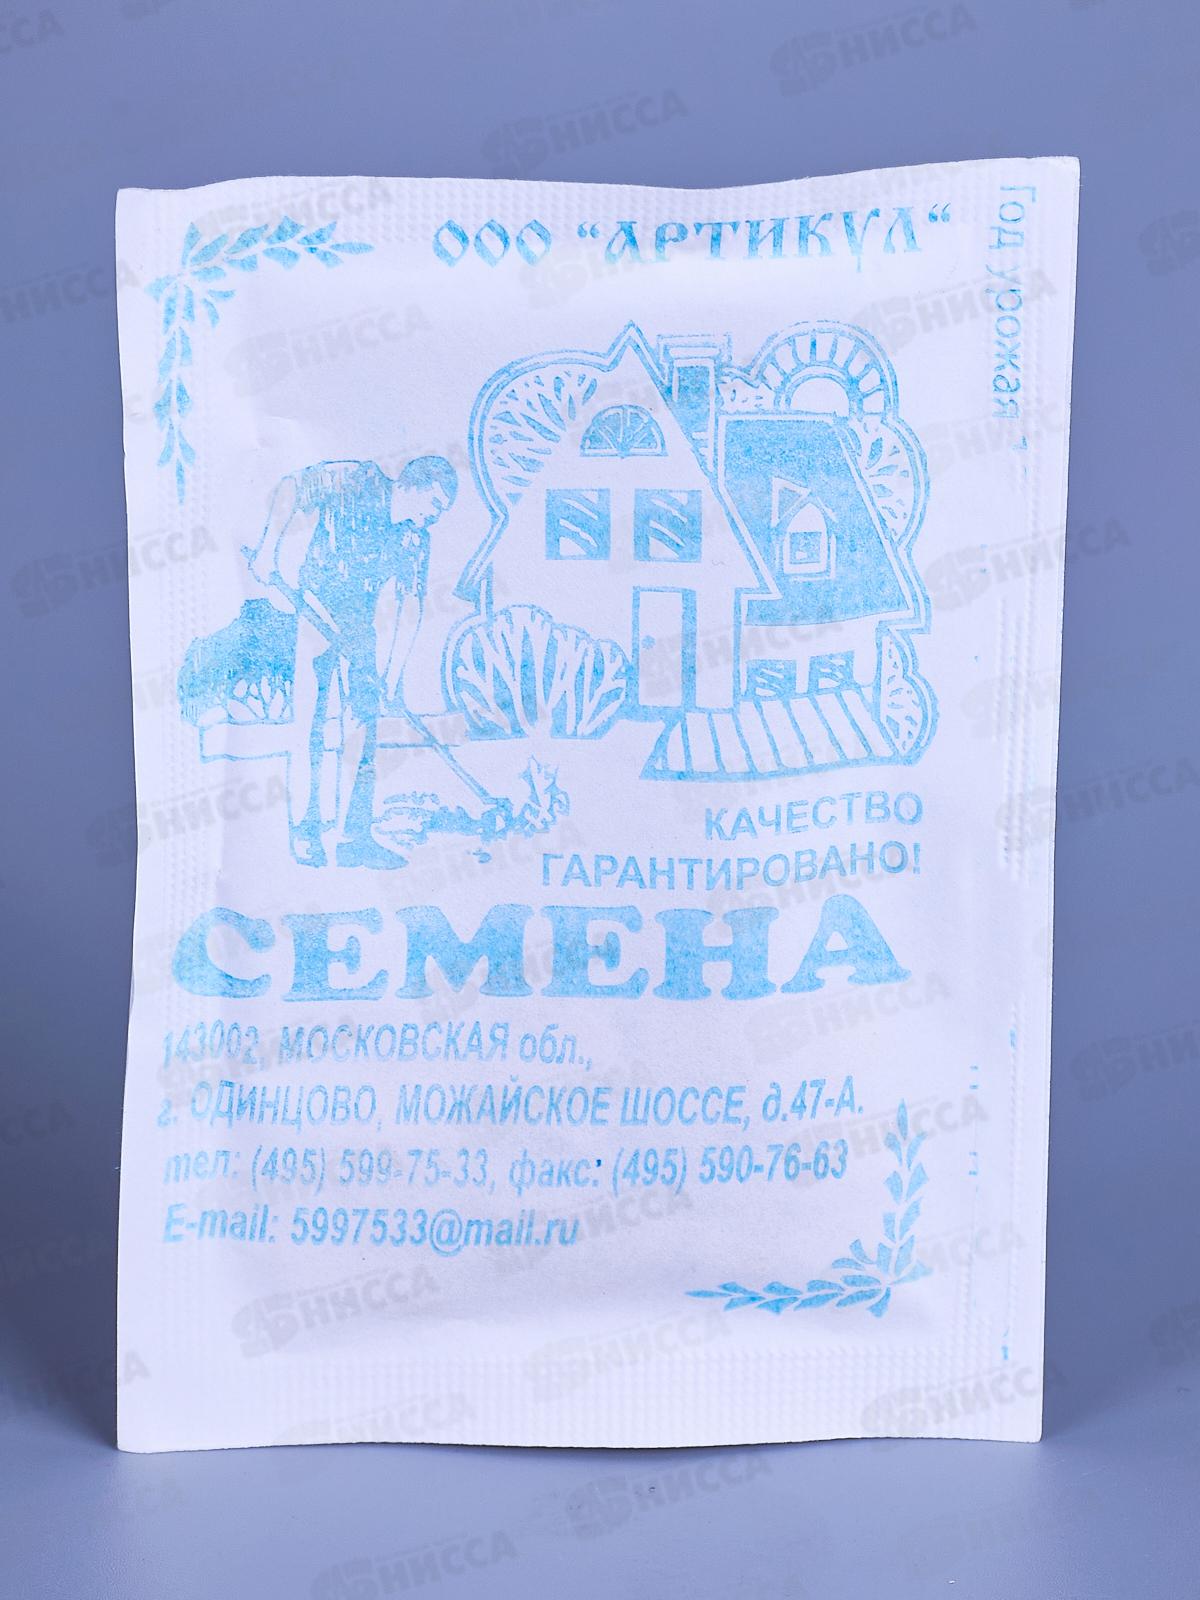 ООО "АРТИКУЛ"
Год урожая
КАЧЕСТВО
ГАРАНТИРОВАНО!
СЕМЕНА
143002, МОСКОВСКАЯ обл.,
г. ОДИНЦОВО, МОЖАЙСКОЕ ШОССЕ, д.47-А.
тел: (495) 599-75-33, факс: (495) 590-76-63
E-mail: 5997533@mail.ru
НИССА